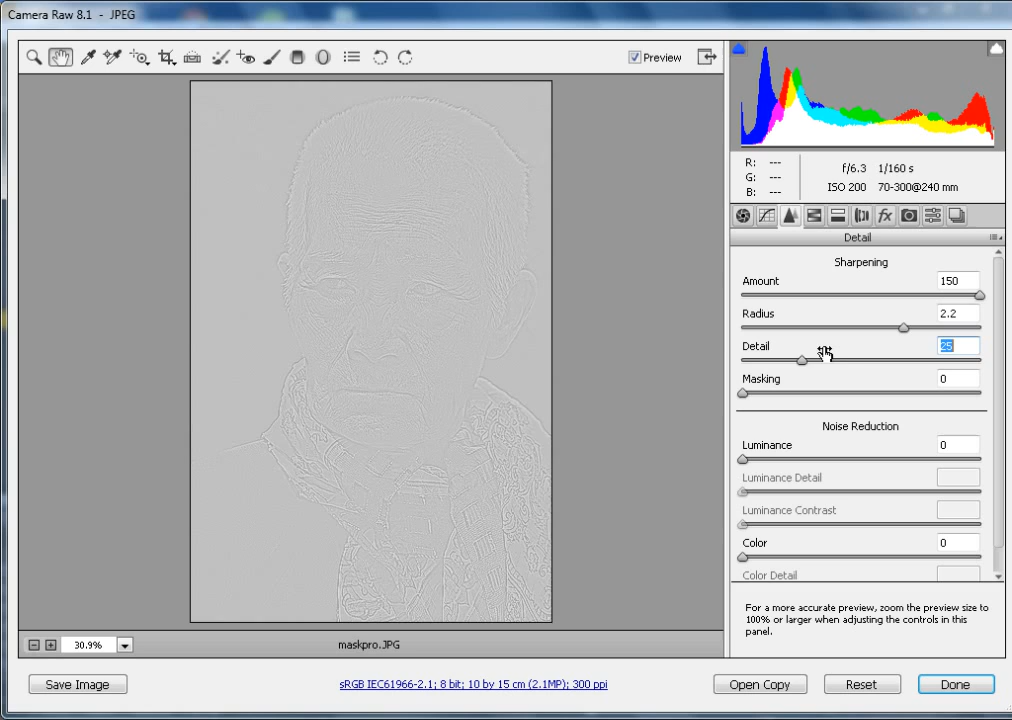 Camera Raw 8.1 - JPEG
Preview
R: ---
G: ---
B: ---
f/6.3 1/160 s
ISO 200 70-300@240 mm
fx
Detail
Sharpening
Amount 150
Radius 2.2
Detail 25
Masking 0
Noise Reduction
Luminance 0
Luminance Detail
Luminance Contrast
Color 0
Color Detail
For a more accurate preview, zoom the preview size to
100% or larger when adjusting the controls in this
panel.
30.9%
maskpro.JPG
Save Image
sRGB IEC61966-2.1; 8 bit; 10 by 15 cm (2.1MP); 300 ppi
Open Copy
Reset
Done